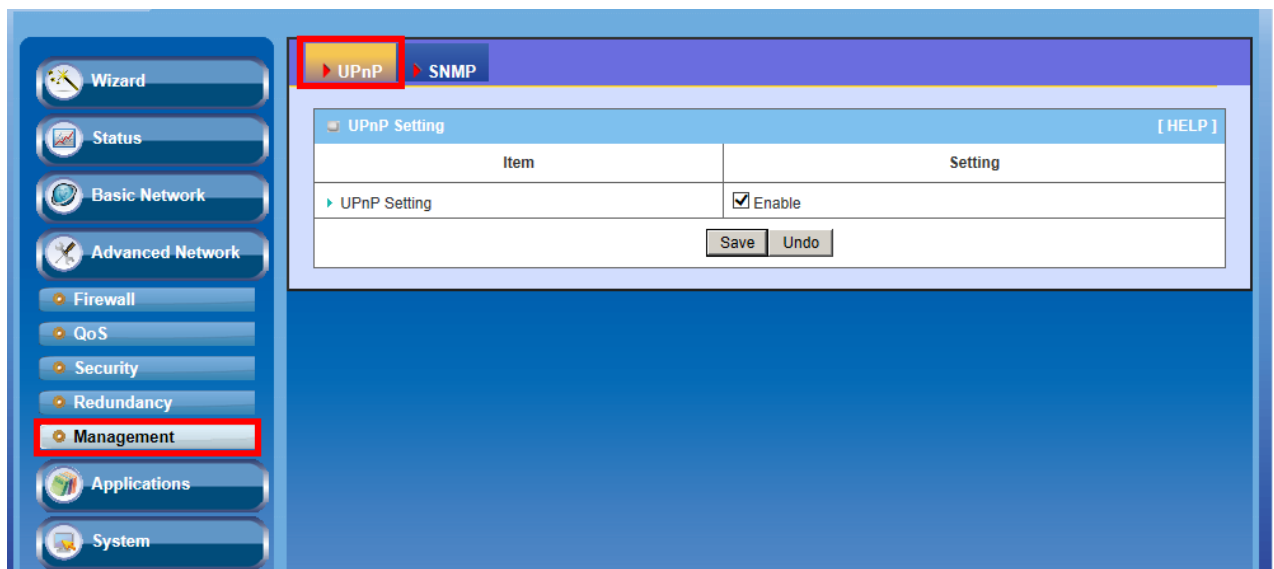 Wizard
Status
Basic Network
Advanced Network
Firewall
QoS
Security
Redundancy
Management
Applications
System
UPnP
SNMP
UPnP Setting [ HELP ]
Item Setting
UPnP Setting Enable
Save Undo